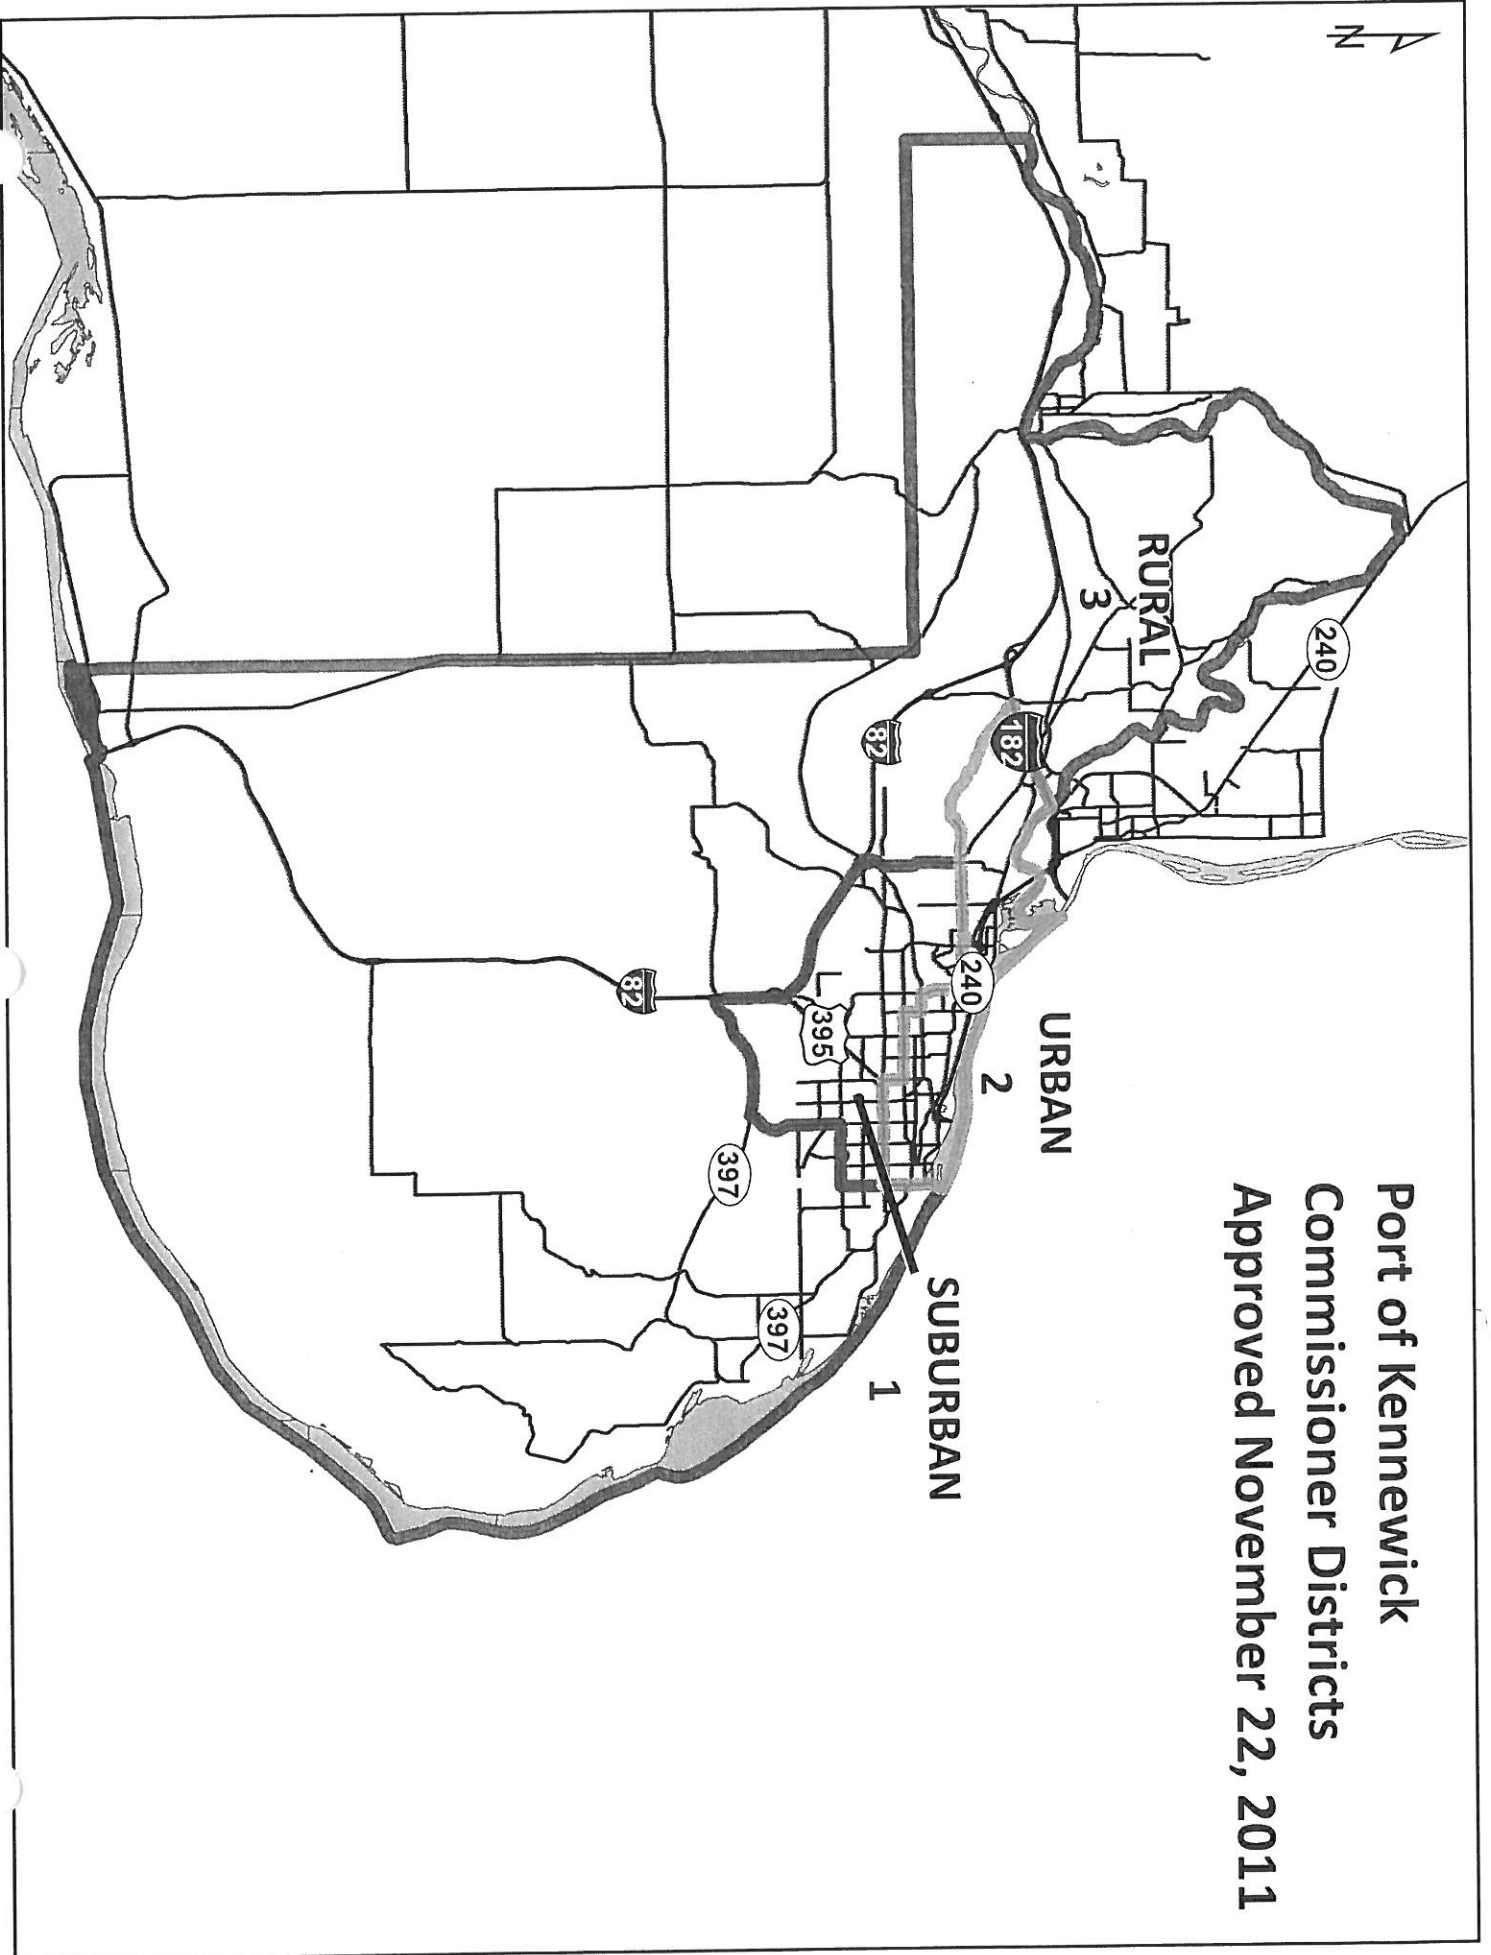 Port of Kennewick
Commissioner Districts
Approved November 22, 2011
N
240
RURAL
3
182
82
240
URBAN
2
395
82
SUBURBAN
1
397
397